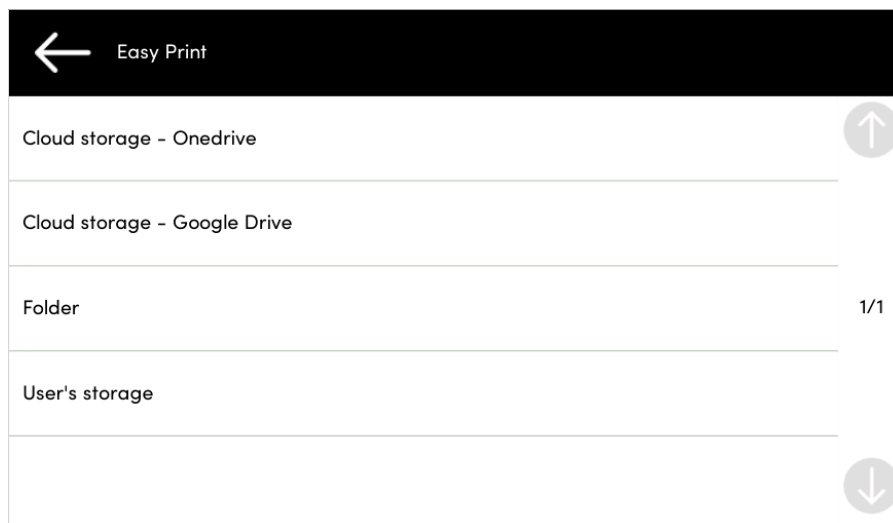 Easy Print
Cloud storage - Onedrive
Cloud storage - Google Drive
Folder
1/1
User's storage